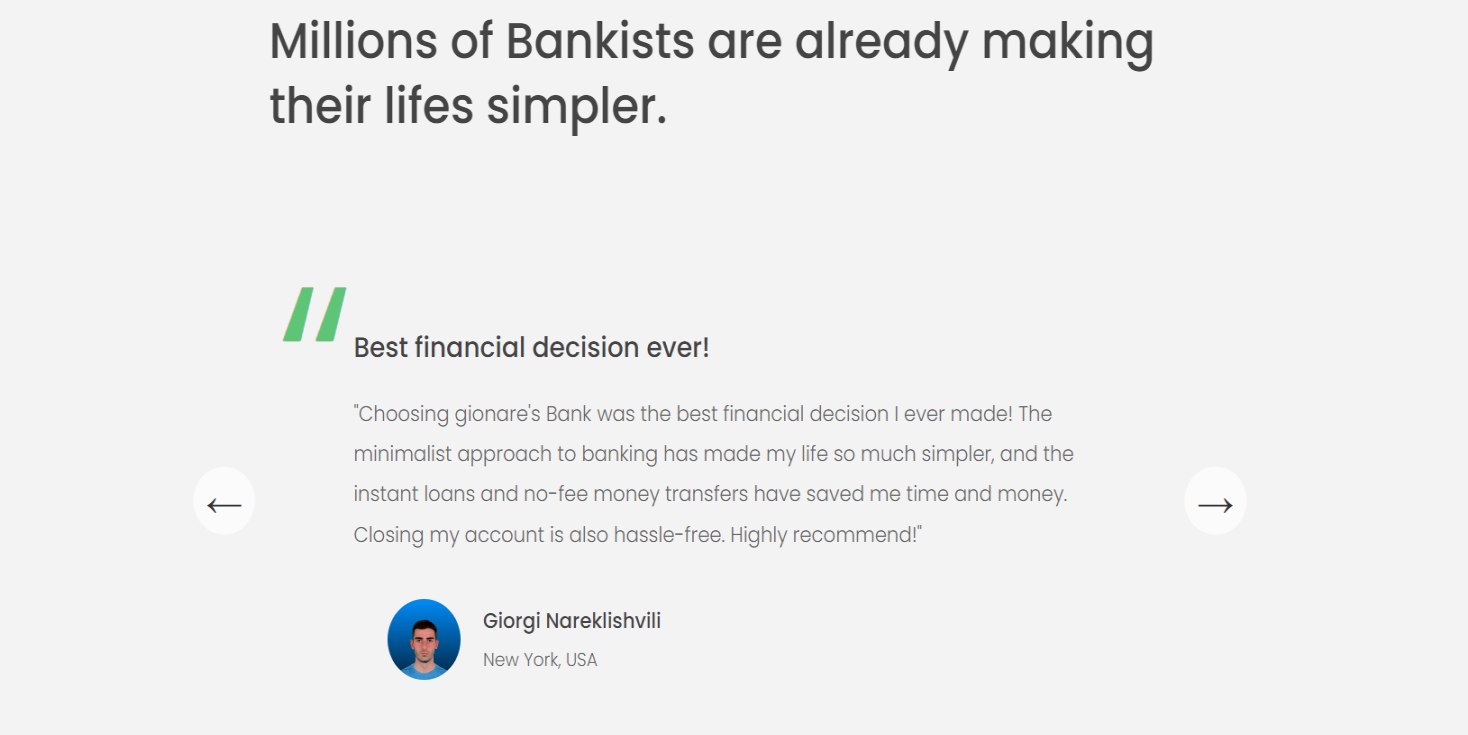 Millions of Bankists are already making
their lifes simpler.
Best financial decision ever!
"Choosing gionare's Bank was the best financial decision I ever made! The
minimalist approach to banking has made my life so much simpler, and the
instant loans and no-fee money transfers have saved me time and money.
Closing my account is also hassle-free. Highly recommend!"
Giorgi Nareklishvili
New York, USA